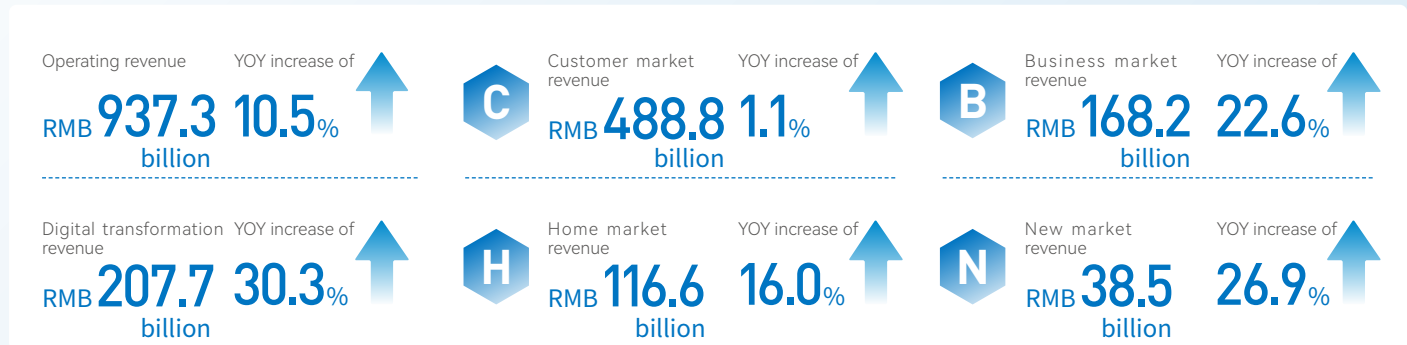 Operating revenue
YOY increase of
RMB 937.3
10.5%
billion
C
Customer market
revenue
YOY increase of
RMB 488.8
1.1%
billion
B
Business market
revenue
YOY increase of
RMB 168.2
22.6%
billion
Digital transformation
revenue
YOY increase of
RMB 207.7
30.3%
billion
H
Home market
revenue
YOY increase of
RMB 116.6
16.0%
billion
N
New market
revenue
YOY increase of
RMB 38.5
26.9%
billion